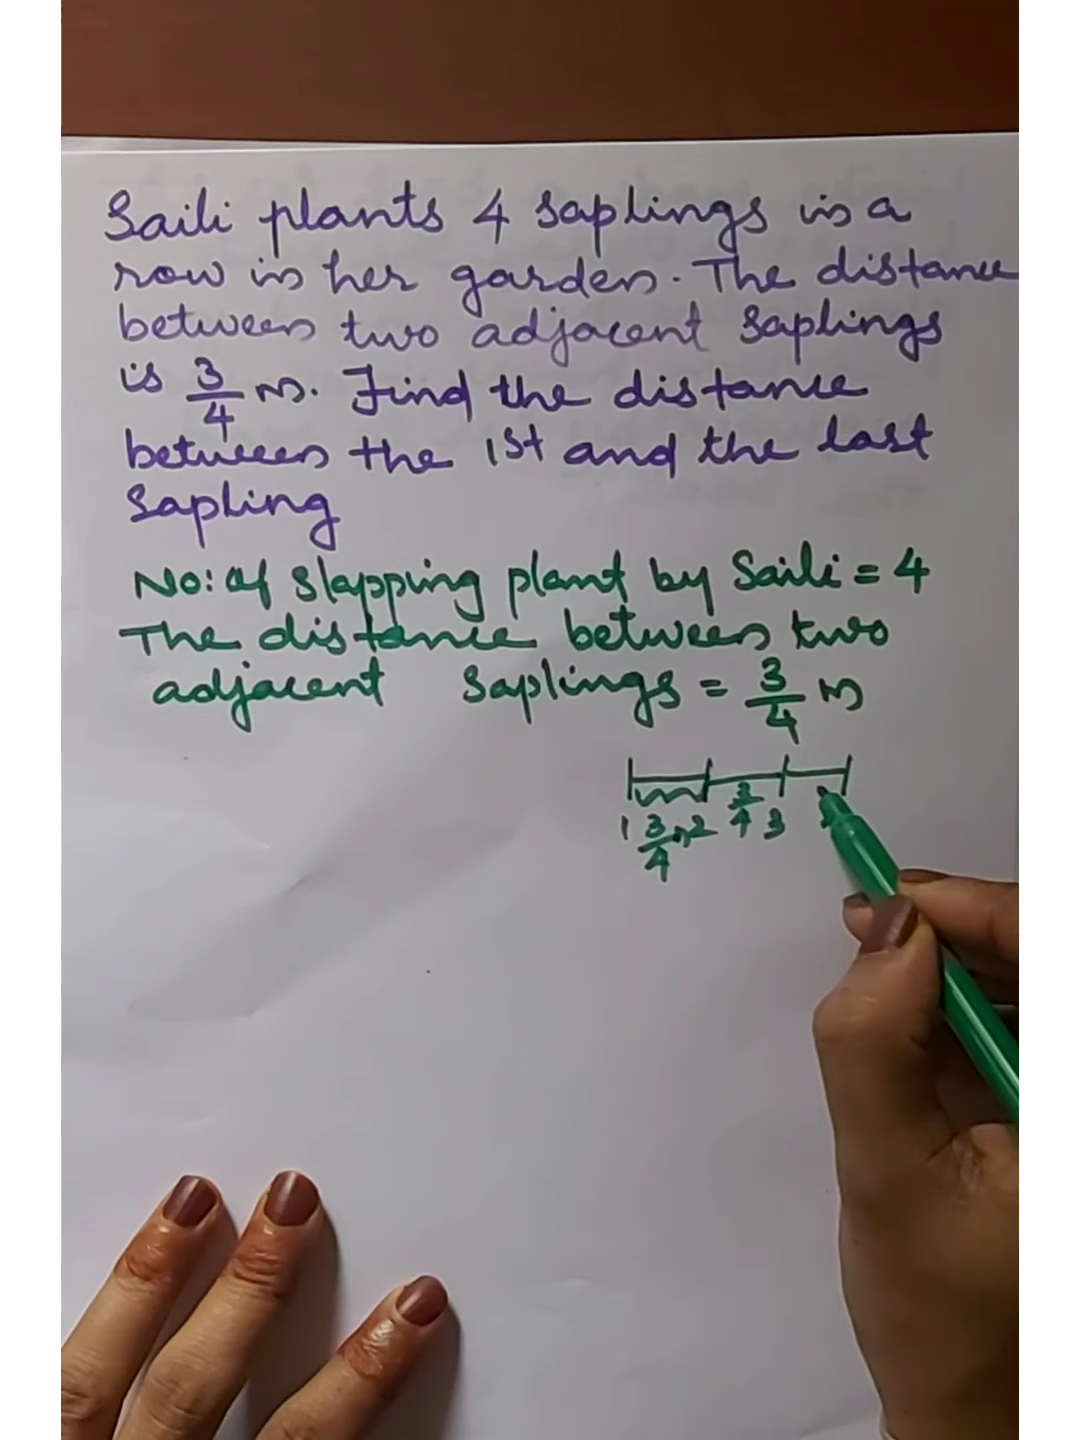 Saili plants 4 saplings in a
row in her garden. The distance
between two adjacent saplings
is 3/4 m. Find the distance
between the 1st and the last
sapling
No: of slapping plant by Saili = 4
The distance between two
adjacent saplings = 3/4 m
1 3/4 m 2 3/4 3